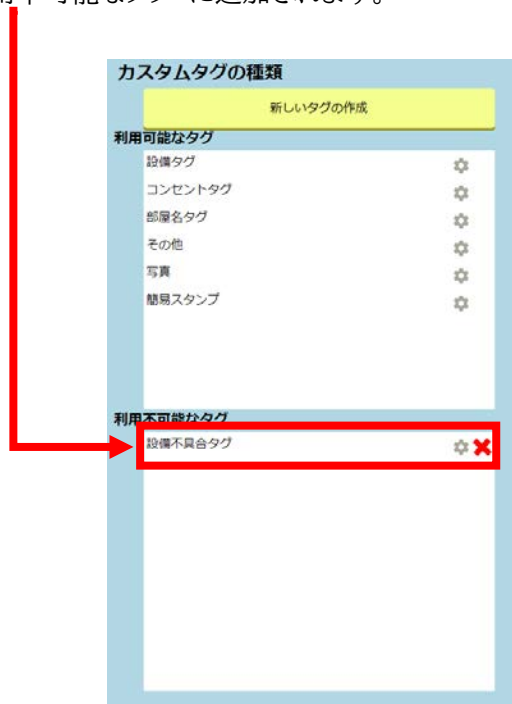 不可能なタグに追加されます。
カスタムタグの種類
新しいタグの作成
利用可能なタグ
設備タグ
コンセントタグ
部屋名タグ
その他
写真
簡易スタンプ
利用不可能なタグ
設備不具合タグ